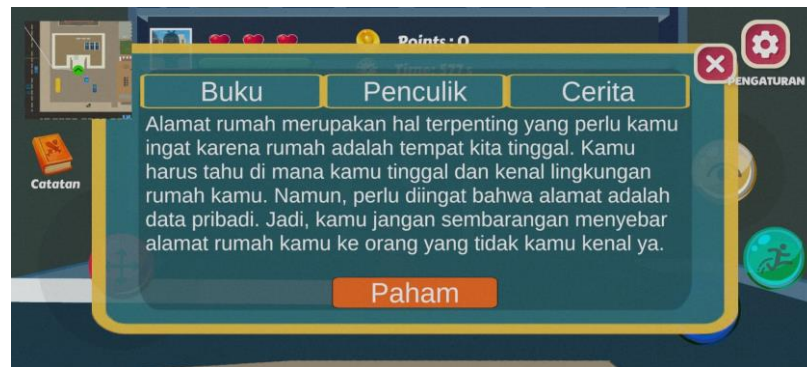 Points : 0
Time: 577 s
PENGATURAN
Buku
Penculik
Cerita
Alamat rumah merupakan hal terpenting yang perlu kamu
ingat karena rumah adalah tempat kita tinggal. Kamu
harus tahu di mana kamu tinggal dan kenal lingkungan
rumah kamu. Namun, perlu diingat bahwa alamat adalah
data pribadi. Jadi, kamu jangan sembarangan menyebar
alamat rumah kamu ke orang yang tidak kamu kenal ya.
Catatan
Paham